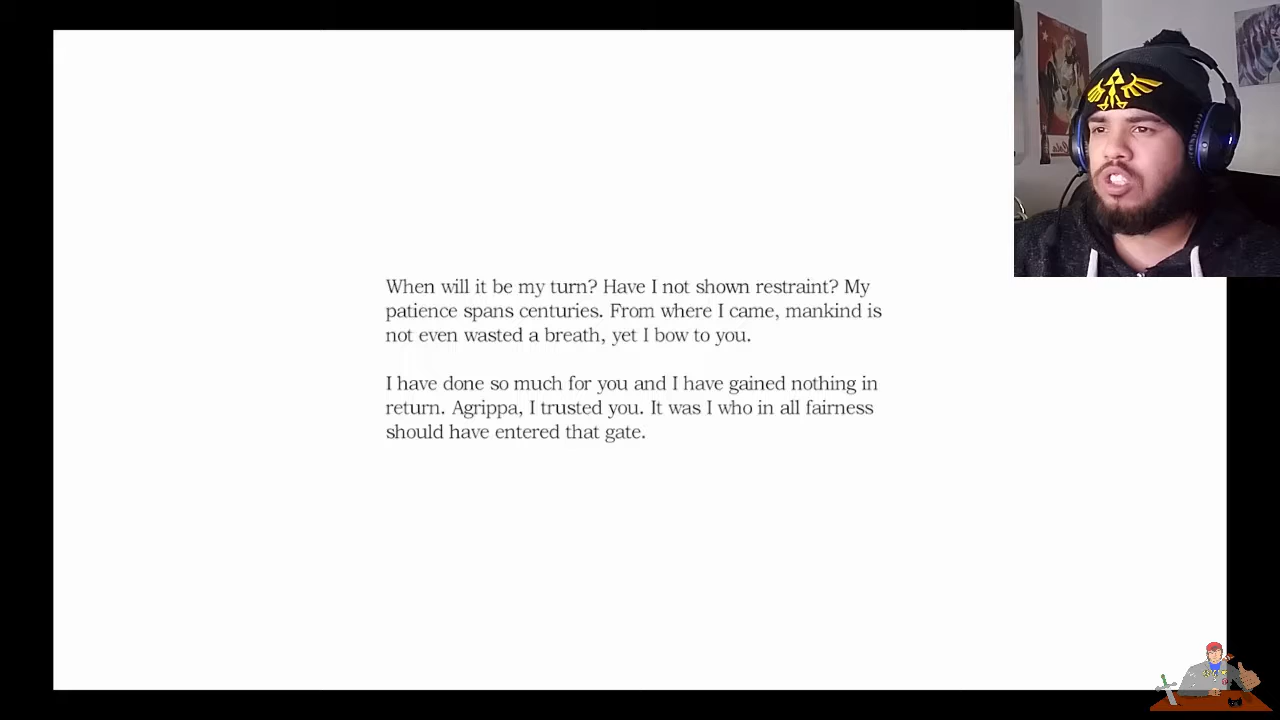 When will it be my turn? Have I not shown restraint? My
patience spans centuries. From where I came, mankind is
not even wasted a breath, yet I bow to you.
I have done so much for you and I have gained nothing in
return. Agrippa, I trusted you. It was I who in all fairness
should have entered that gate.